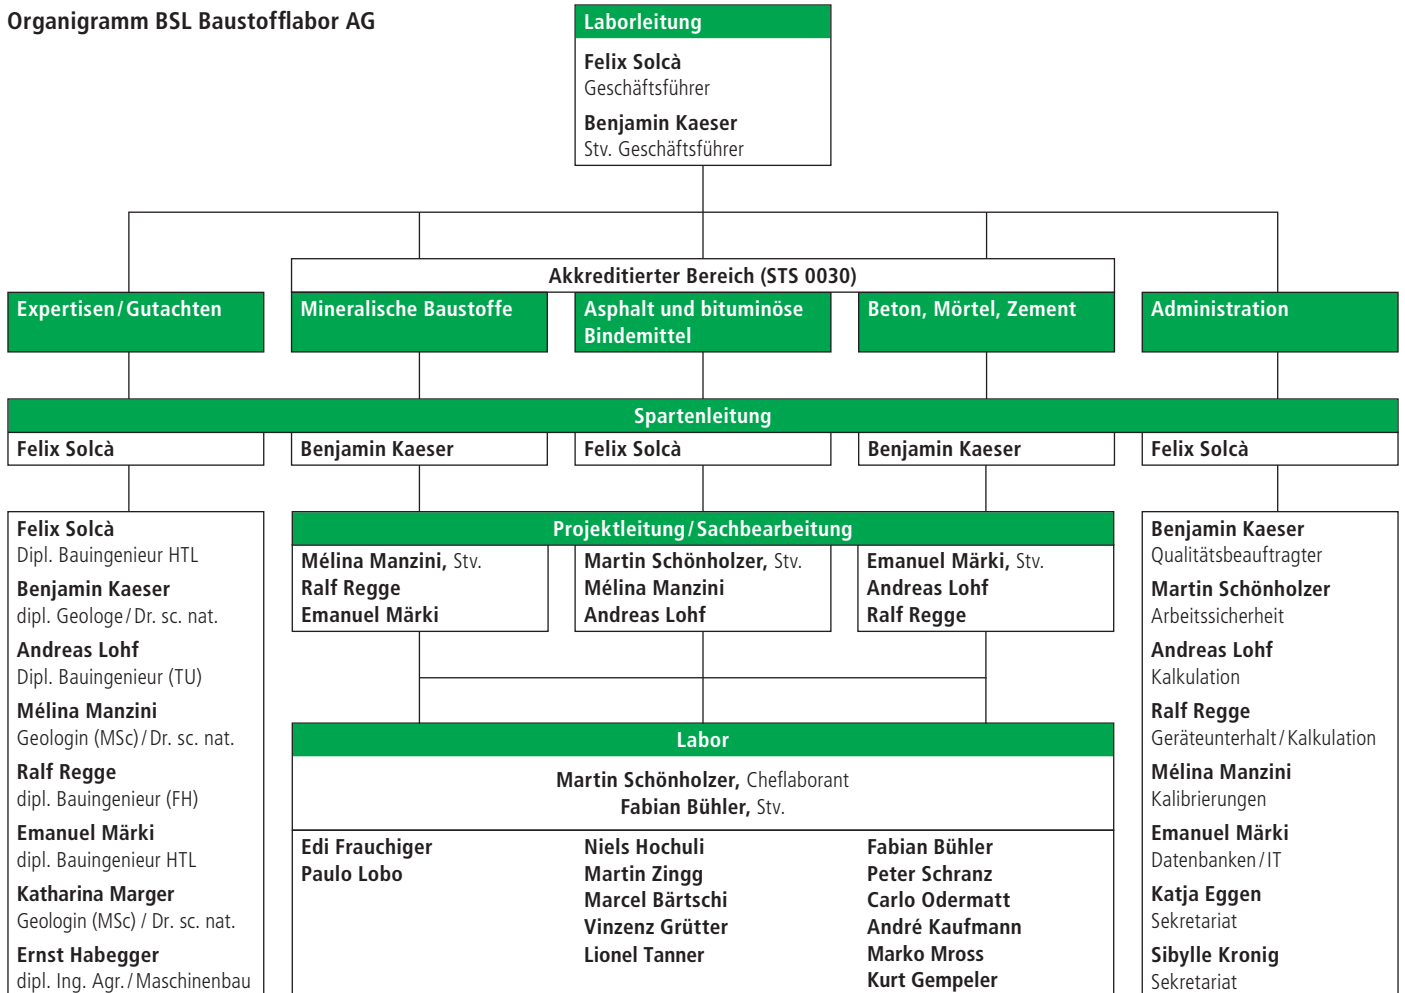 Organigramm BSL Baustofflabor AG
Laborleitung
Felix Solcà
Geschäftsführer
Benjamin Kaeser
Stv. Geschäftsführer
Akkreditierter Bereich (STS 0030)
Expertisen/Gutachten
Mineralische Baustoffe
Asphalt und bituminöse
Bindemittel
Beton, Mörtel, Zement
Administration
Spartenleitung
Felix Solcà
Benjamin Kaeser
Felix Solcà
Benjamin Kaeser
Felix Solcà
Felix Solcà
Dipl. Bauingenieur HTL
Benjamin Kaeser
dipl. Geologe/Dr. sc. nat.
Andreas Lohf
Dipl. Bauingenieur (TU)
Mélina Manzini
Geologin (MSc)/Dr. sc. nat.
Ralf Regge
dipl. Bauingenieur (FH)
Emanuel Märki
dipl. Bauingenieur HTL
Katharina Marger
Geologin (MSc) / Dr. sc. nat.
Ernst Habegger
dipl. Ing. Agr./Maschinenbau
Projektleitung/Sachbearbeitung
Mélina Manzini, Stv.
Ralf Regge
Emanuel Märki
Martin Schönholzer, Stv.
Mélina Manzini
Andreas Lohf
Emanuel Märki, Stv.
Andreas Lohf
Ralf Regge
Labor
Martin Schönholzer, Cheflaborant
Fabian Bühler, Stv.
Edi Frauchiger
Paulo Lobo
Niels Hochuli
Martin Zingg
Marcel Bärtschi
Vinzenz Grütter
Lionel Tanner
Fabian Bühler
Peter Schranz
Carlo Odermatt
André Kaufmann
Marko Mross
Kurt Gempeler
Benjamin Kaeser
Qualitätsbeauftragter
Martin Schönholzer
Arbeitssicherheit
Andreas Lohf
Kalkulation
Ralf Regge
Geräteunterhalt/Kalkulation
Mélina Manzini
Kalibrierungen
Emanuel Märki
Datenbanken/IT
Katja Eggen
Sekretariat
Sibylle Kronig
Sekretariat